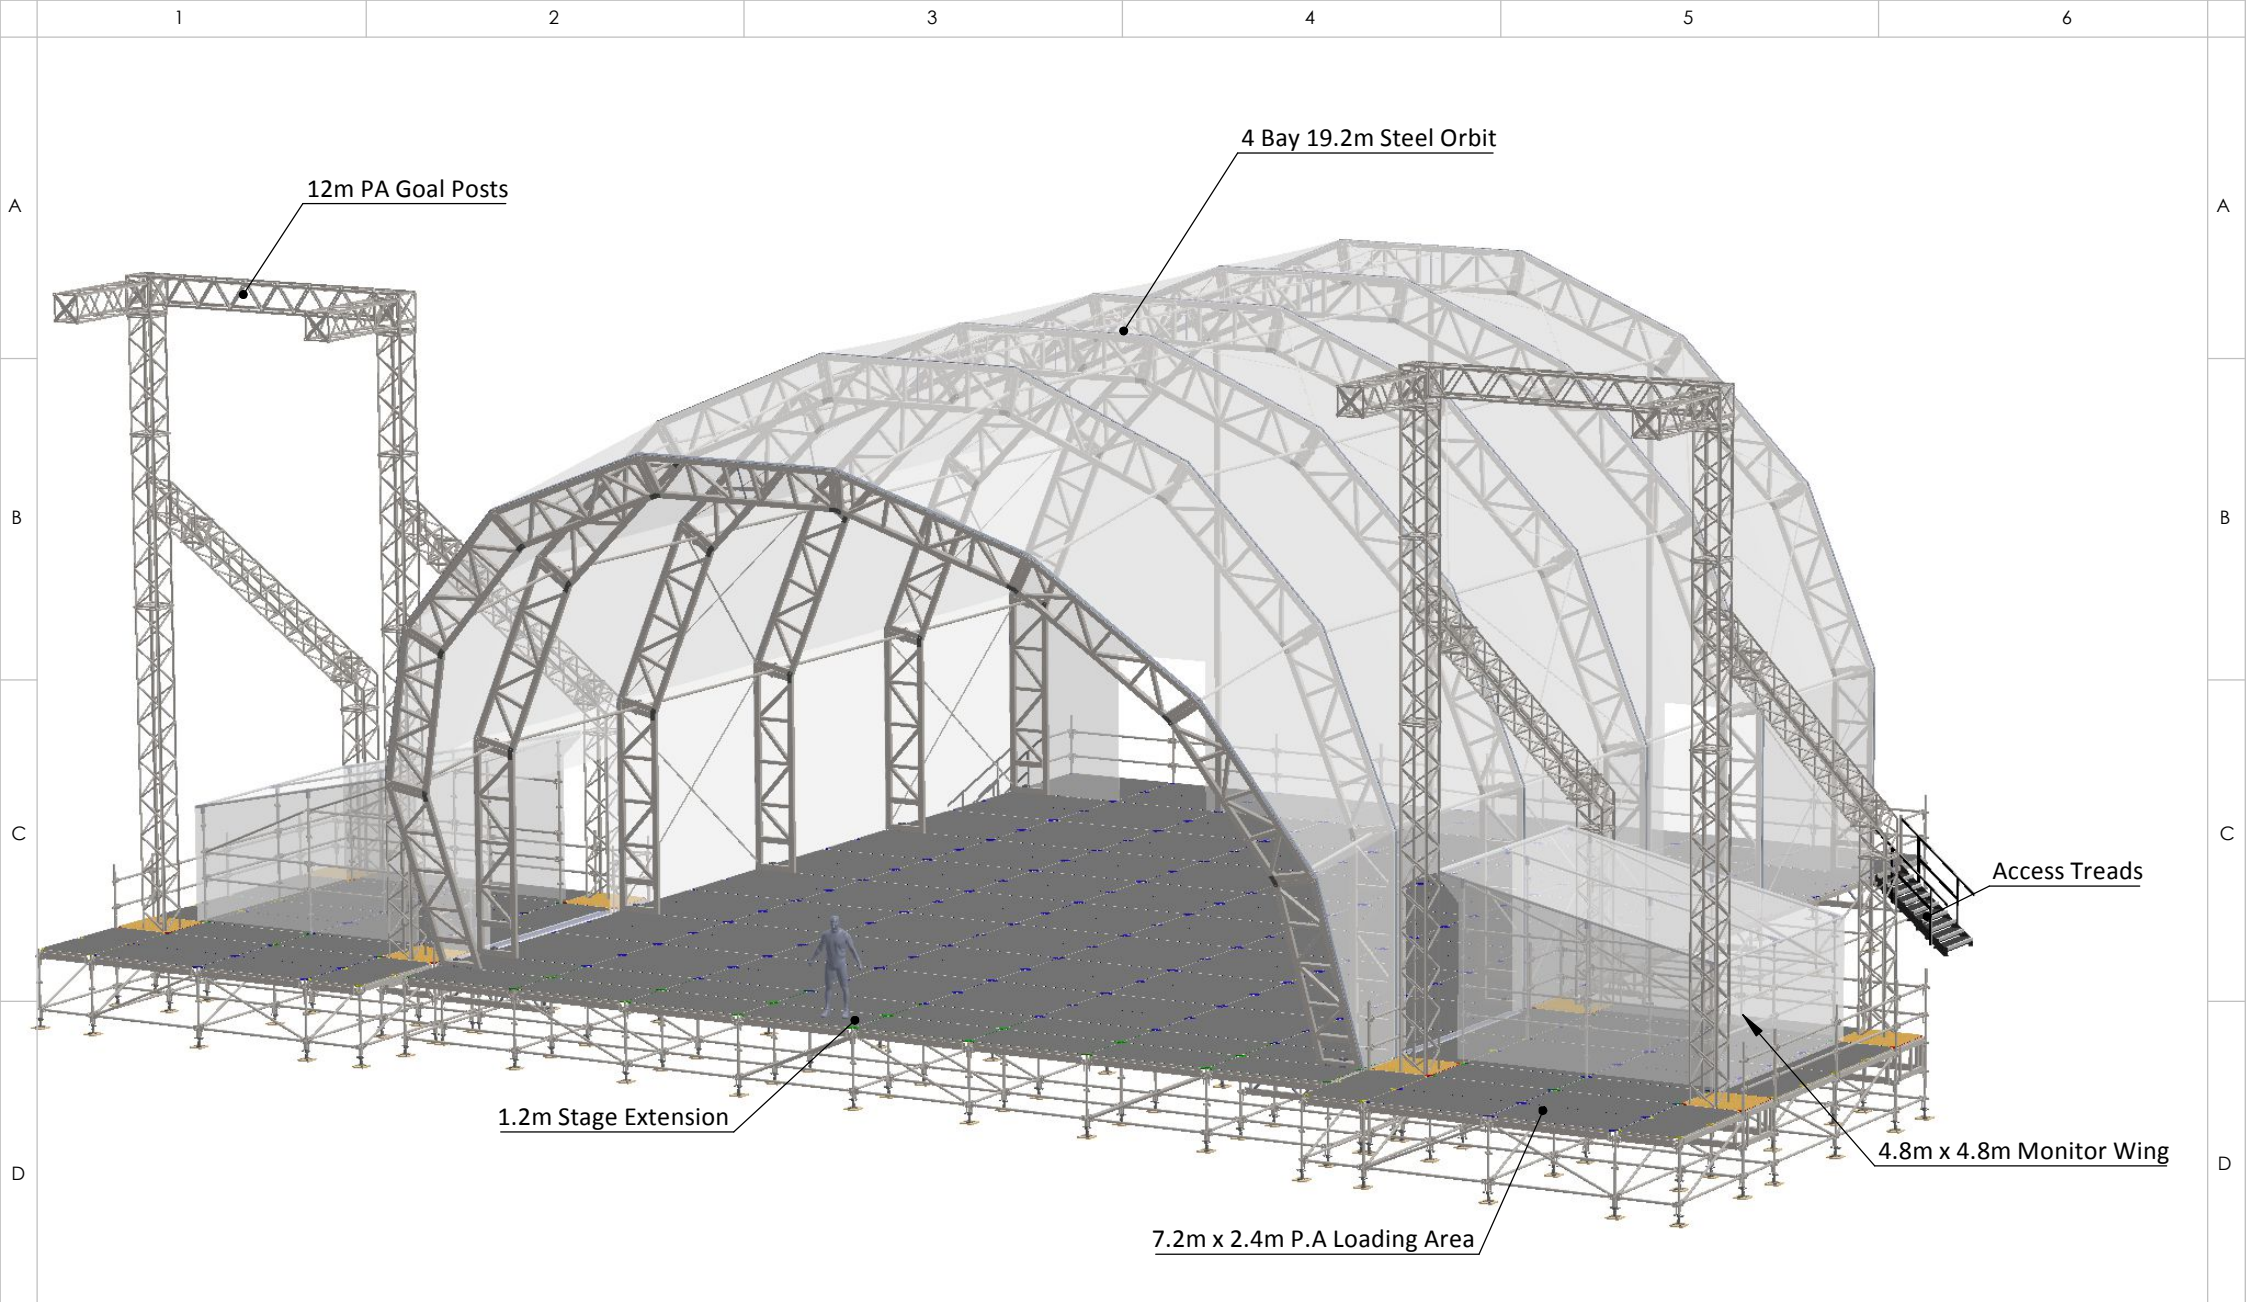 1 2 3 4 5 6
4 Bay 19.2m Steel Orbit
12m PA Goal Posts
A A
B B
C C
Access Treads
1.2m Stage Extension
4.8m x 4.8m Monitor Wing
D D
7.2m x 2.4m P.A Loading Area